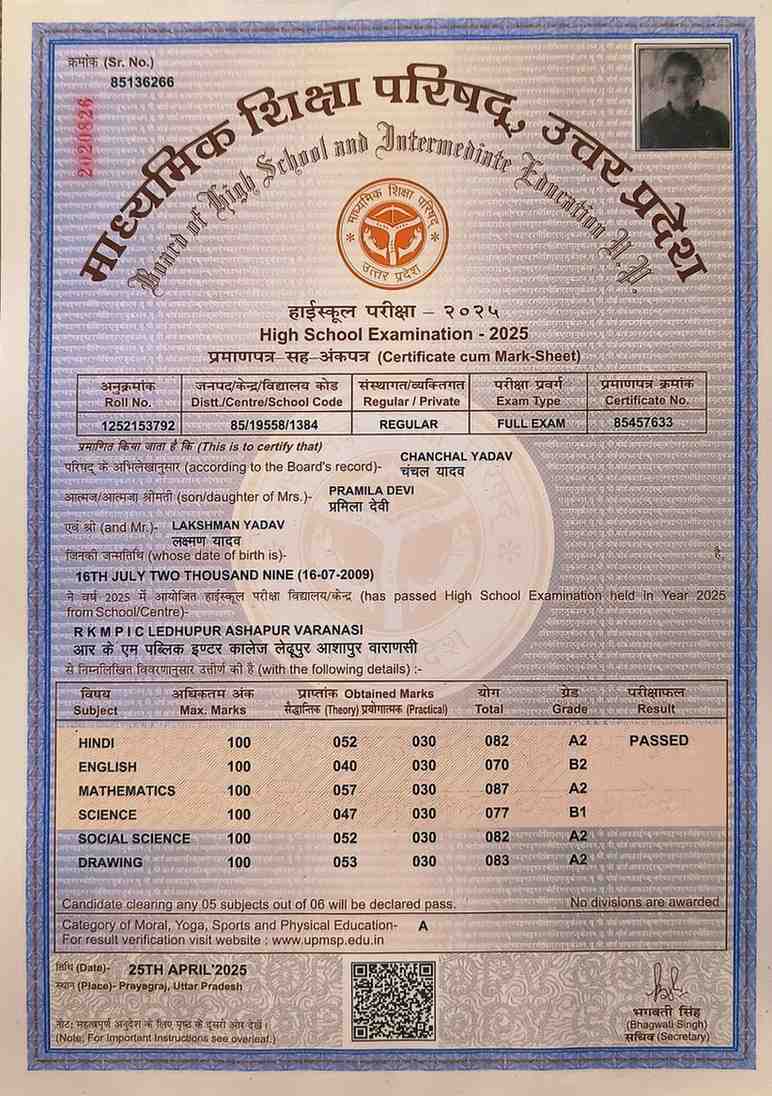 क्रमांक (Sr. No.)
85136266
2020826
माध्यमिक शिक्षा परिषद्, उत्तर प्रदेश
Board of High School and Intermediate Education U.P.
माध्यमिक शिक्षा परिषद
उत्तर प्रदेश
हाईस्कूल परीक्षा – २०२५
High School Examination - 2025
प्रमाणपत्र–सह–अंकपत्र (Certificate cum Mark-Sheet)
अनुक्रमांक जनपद/केन्द्र/विद्यालय कोड संस्थागत/व्यक्तिगत परीक्षा प्रवर्ग प्रमाणपत्र क्रमांक
Roll No. Distt./Centre/School Code Regular / Private Exam Type Certificate No.
1252153792 85/19558/1384 REGULAR FULL EXAM 85457633
प्रमाणित किया जाता है कि (This is to certify that)
CHANCHAL YADAV
परिषद् के अभिलेखानुसार (according to the Board's record)- चंचल यादव
आत्मज/आत्मजा श्रीमती (son/daughter of Mrs.)- PRAMILA DEVI
प्रमिला देवी
एवं श्री (and Mr.)- LAKSHMAN YADAV
लक्ष्मण यादव
जिनकी जन्मतिथि (whose date of birth is)- है,
16TH JULY TWO THOUSAND NINE (16-07-2009)
ने वर्ष 2025 में आयोजित हाईस्कूल परीक्षा विद्यालय/केन्द्र (has passed High School Examination held in Year 2025
from School/Centre)-
R K M P I C LEDHUPUR ASHAPUR VARANASI
आर के एम पब्लिक इण्टर कालेज लेढूपुर आशापुर वाराणसी
से निम्नलिखित विवरणानुसार उत्तीर्ण की है (with the following details) :-
विषय अधिकतम अंक प्राप्तांक Obtained Marks योग ग्रेड परीक्षाफल
Subject Max. Marks सैद्धान्तिक (Theory) प्रयोगात्मक (Practical) Total Grade Result
HINDI 100 052 030 082 A2 PASSED
ENGLISH 100 040 030 070 B2
MATHEMATICS 100 057 030 087 A2
SCIENCE 100 047 030 077 B1
SOCIAL SCIENCE 100 052 030 082 A2
DRAWING 100 053 030 083 A2
Candidate clearing any 05 subjects out of 06 will be declared pass. No divisions are awarded
Category of Moral, Yoga, Sports and Physical Education- A
For result verification visit website : www.upmsp.edu.in
तिथि (Date)- 25TH APRIL'2025
स्थान (Place)- Prayagraj, Uttar Pradesh
भगवती सिंह
नोट: महत्वपूर्ण अनुदेश के लिए पृष्ठ के दूसरी ओर देखें। (Bhagwati Singh)
(Note: For Important Instructions see overleaf.) सचिव (Secretary)